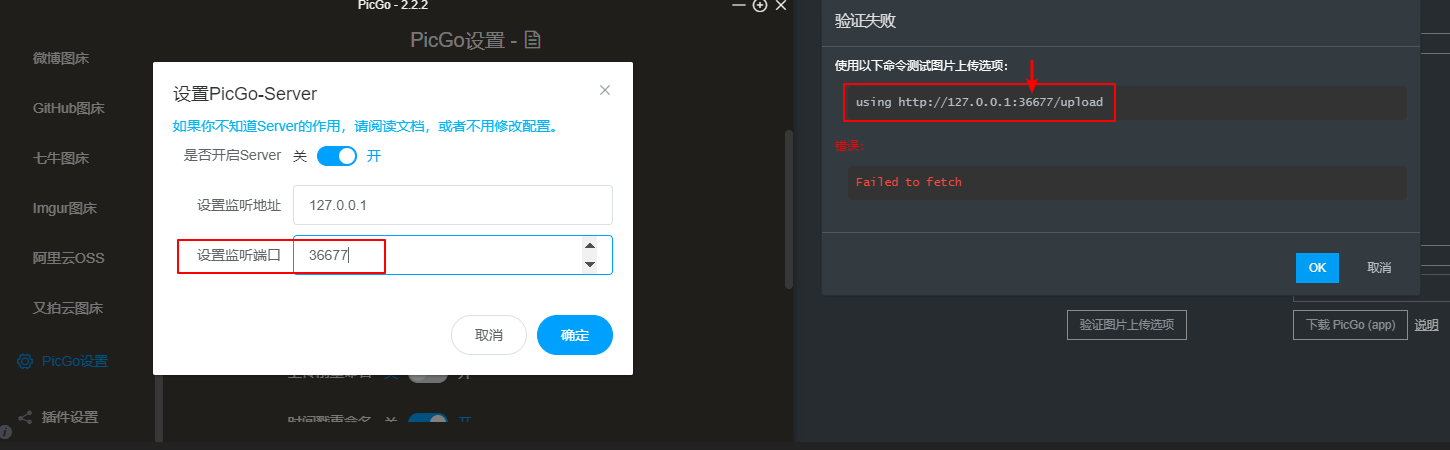 PicGo - 2.2.2
PicGo设置 -
微博图床
GitHub图床
七牛图床
Imgur图床
阿里云OSS
又拍云图床
PicGo设置
插件设置
设置PicGo-Server
如果你不知道Server的作用，请阅读文档，或者不用修改配置。
是否开启Server 关 开
设置监听地址 127.0.0.1
设置监听端口 36677
取消 确定
时间戳重命名 关 开
验证失败
使用以下命令测试图片上传选项：
using http://127.0.0.1:36677/upload
错误：
Failed to fetch
OK 取消
验证图片上传选项 下载 PicGo (app) 说明